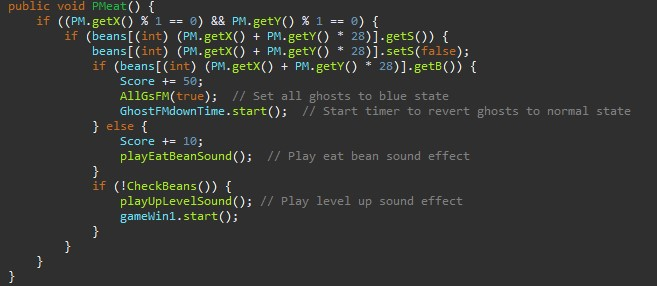 public void PMeat() {
if ((PM.getX() % 1 == 0) && PM.getY() % 1 == 0) {
if (beans[(int) (PM.getX() + PM.getY() * 28)].getS()) {
beans[(int) (PM.getX() + PM.getY() * 28)].setS(false);
if (beans[(int) (PM.getX() + PM.getY() * 28)].getB()) {
Score += 50;
AllGsFM(true);  // Set all ghosts to blue state
GhostFMdownTime.start();  // Start timer to revert ghosts to normal state
} else {
Score += 10;
playEatBeanSound();  // Play eat bean sound effect
}
if (!CheckBeans()) {
playUpLevelSound(); // Play level up sound effect
gameWin1.start();
}
}
}
}